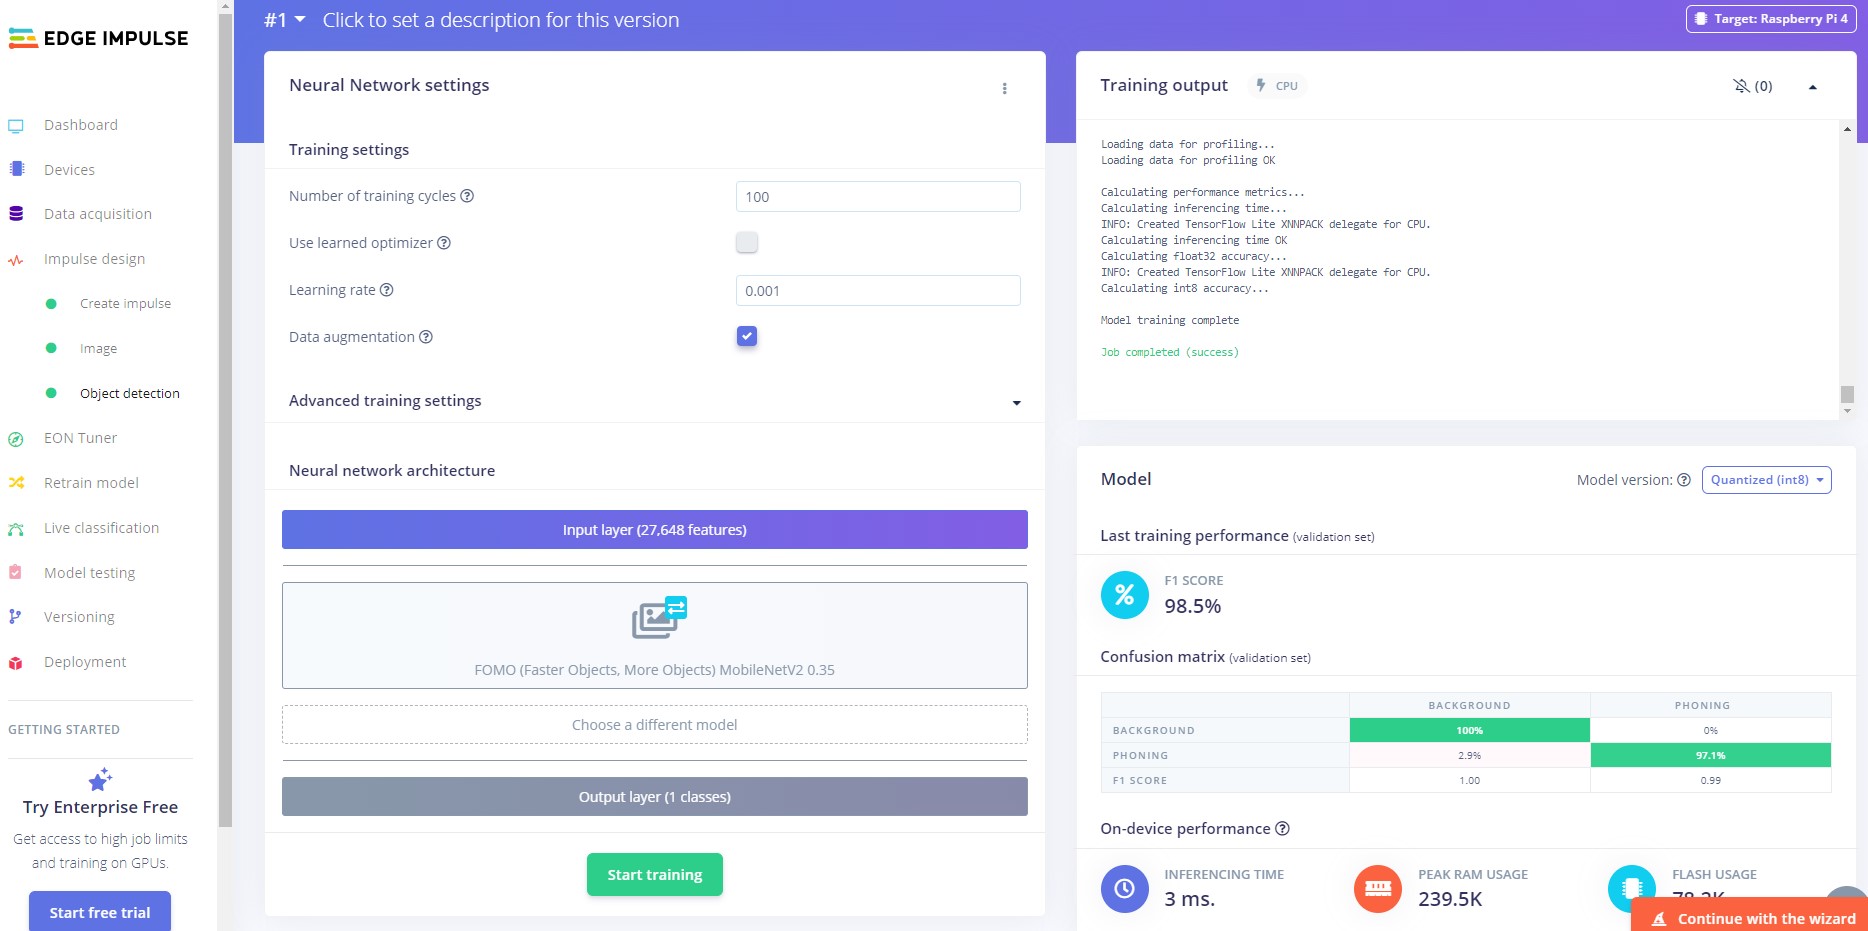 EDGE IMPULSE
Dashboard
Devices
Data acquisition
Impulse design
Create impulse
Image
Object detection
EON Tuner
Retrain model
Live classification
Model testing
Versioning
Deployment
GETTING STARTED
Try Enterprise Free
Get access to high job limits
and training on GPUs.
Start free trial
#1 Click to set a description for this version
Target: Raspberry Pi 4
Neural Network settings
Training settings
Number of training cycles
100
Use learned optimizer
Learning rate
0.001
Data augmentation
Advanced training settings
Neural network architecture
Input layer (27,648 features)
FOMO (Faster Objects, More Objects) MobileNetV2 0.35
Choose a different model
Output layer (1 classes)
Start training
Training output CPU (0)
Loading data for profiling...
Loading data for profiling OK
Calculating performance metrics...
Calculating inferencing time...
INFO: Created TensorFlow Lite XNNPACK delegate for CPU.
Calculating inferencing time OK
Calculating float32 accuracy...
INFO: Created TensorFlow Lite XNNPACK delegate for CPU.
Calculating int8 accuracy...
Model training complete
Job completed (success)
Model
Model version: Quantized (int8)
Last training performance (validation set)
% F1 SCORE
98.5%
Confusion matrix (validation set)
BACKGROUND PHONING
BACKGROUND 100% 0%
PHONING 2.9% 97.1%
F1 SCORE 1.00 0.99
On-device performance
INFERENCING TIME
3 ms.
PEAK RAM USAGE
239.5K
FLASH USAGE
Continue with the wizard